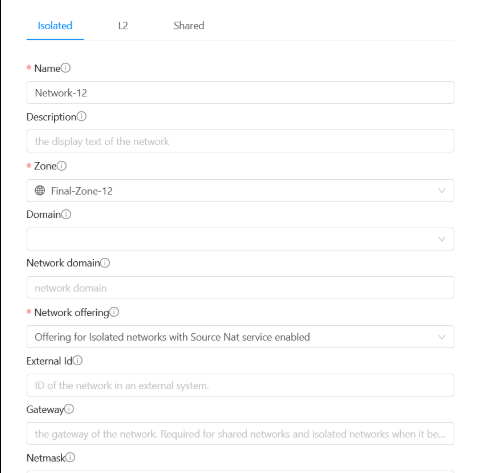 Isolated L2 Shared
* Name
Network-12
Description
the display text of the network
* Zone
Final-Zone-12
Domain
Network domain
network domain
* Network offering
Offering for Isolated networks with Source Nat service enabled
External Id
ID of the network in an external system.
Gateway
the gateway of the network. Required for shared networks and isolated networks when it be...
Netmask